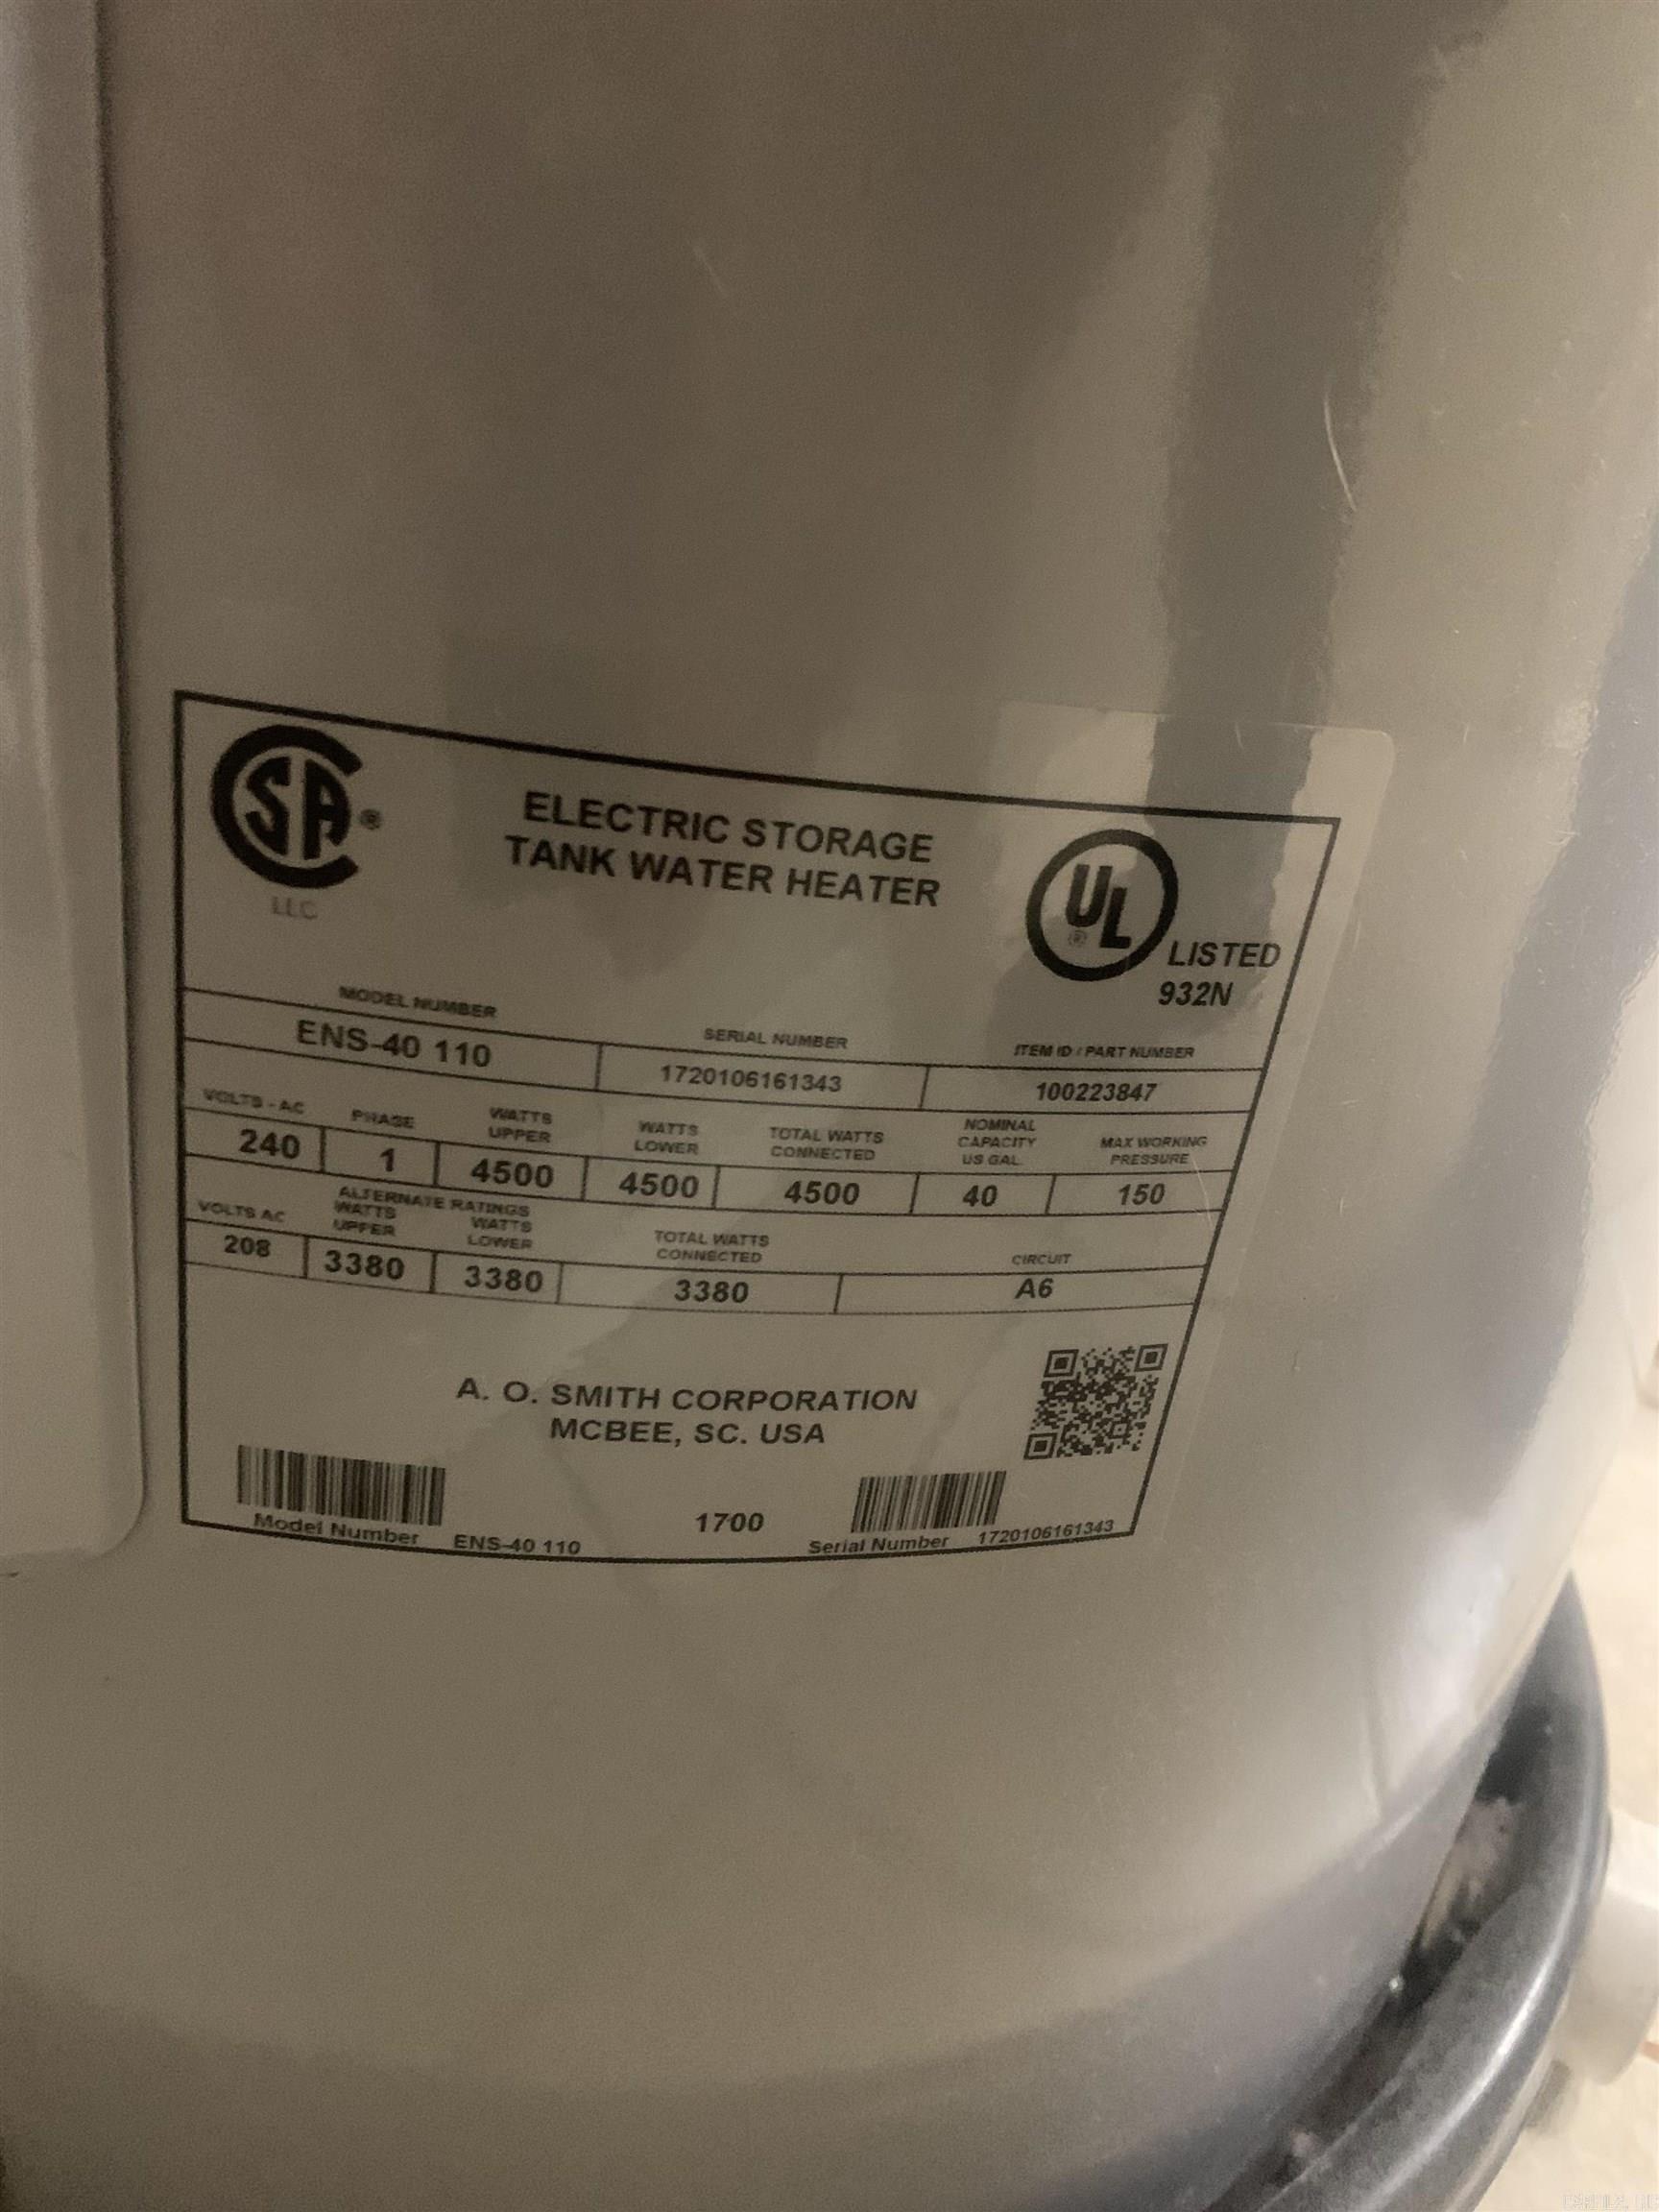 SA ®
LLC
ELECTRIC STORAGE
TANK WATER HEATER
UL ®
LISTED
932N
MODEL NUMBER SERIAL NUMBER ITEM ID / PART NUMBER
ENS-40 110 1720106161343 100223847
VOLTS - AC PHASE WATTS UPPER WATTS LOWER TOTAL WATTS CONNECTED NOMINAL CAPACITY US GAL. MAX WORKING PRESSURE
240 1 4500 4500 4500 40 150
ALTERNATE RATINGS
VOLTS AC WATTS UPPER WATTS LOWER TOTAL WATTS CONNECTED CIRCUIT
208 3380 3380 3380 A6
A. O. SMITH CORPORATION
MCBEE, SC. USA
1700
Model Number ENS-40 110
Serial Number 1720106161343